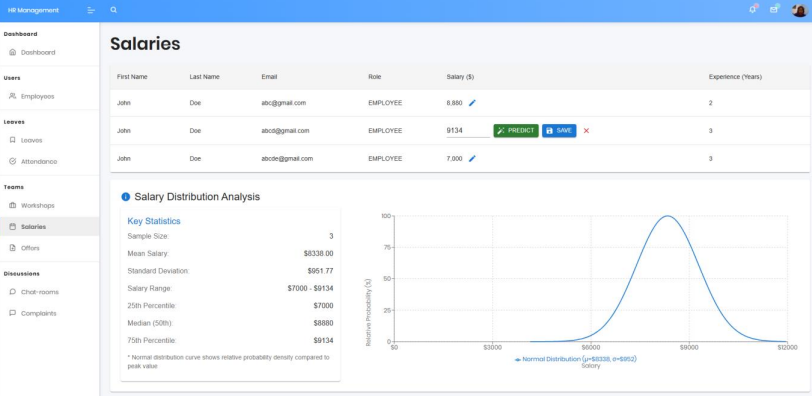 HR Management
Dashboard
Dashboard
Users
Employees
Leaves
Leaves
Attendance
Teams
Workshops
Salaries
Offers
Discussions
Chat-rooms
Complaints
Salaries
First Name Last Name Email Role Salary ($) Experience (Years)
John Doe abc@gmail.com EMPLOYEE 8,880 2
John Doe abcd@gmail.com EMPLOYEE 9134 PREDICT SAVE 3
John Doe abcde@gmail.com EMPLOYEE 7,000 3
Salary Distribution Analysis
Key Statistics
Sample Size: 3
Mean Salary: $8338.00
Standard Deviation: $951.77
Salary Range: $7000 - $9134
25th Percentile: $7000
Median (50th): $8880
75th Percentile: $9134
* Normal distribution curve shows relative probability density compared to
peak value
Relative Probability (%)
100
75
50
25
0
$0 $3000 $6000 $9000 $12000
Normal Distribution (μ=$8338, σ=$952)
Salary